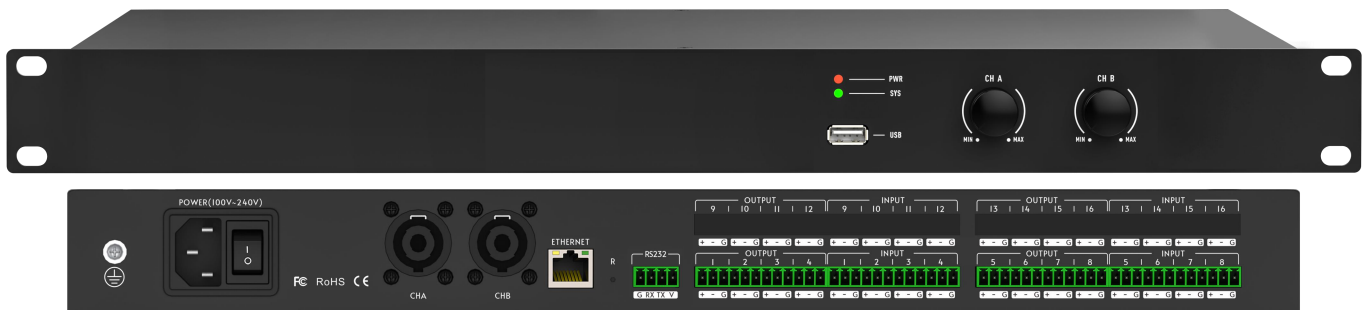 PWR
SYS
USB
CH A
CH B
MIN MAX
MIN MAX
POWER(100V~240V)
I
O
FC RoHS CE
CHA
CHB
ETHERNET
R
RS232
G RX TX V
OUTPUT INPUT
9 10 11 12 9 10 11 12
+ - G + - G + - G + - G + - G + - G + - G + - G
OUTPUT INPUT
1 2 3 4 1 2 3 4
+ - G + - G + - G + - G + - G + - G + - G + - G
OUTPUT INPUT
13 14 15 16 13 14 15 16
+ - G + - G + - G + - G + - G + - G + - G + - G
OUTPUT INPUT
5 6 7 8 5 6 7 8
+ - G + - G + - G + - G + - G + - G + - G + - G